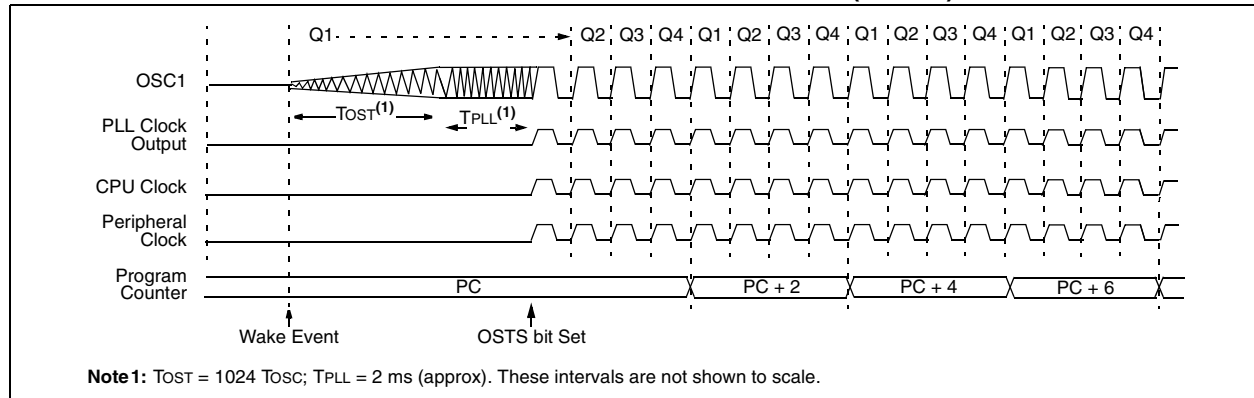 Q1 Q2 Q3 Q4 Q1 Q2 Q3 Q4 Q1 Q2 Q3 Q4 Q1 Q2 Q3 Q4
OSC1
TOST(1) TPLL(1)
PLL Clock
Output
CPU Clock
Peripheral
Clock
Program
Counter
PC PC + 2 PC + 4 PC + 6
Wake Event OSTS bit Set
Note 1: TOST = 1024 TOSC; TPLL = 2 ms (approx). These intervals are not shown to scale.